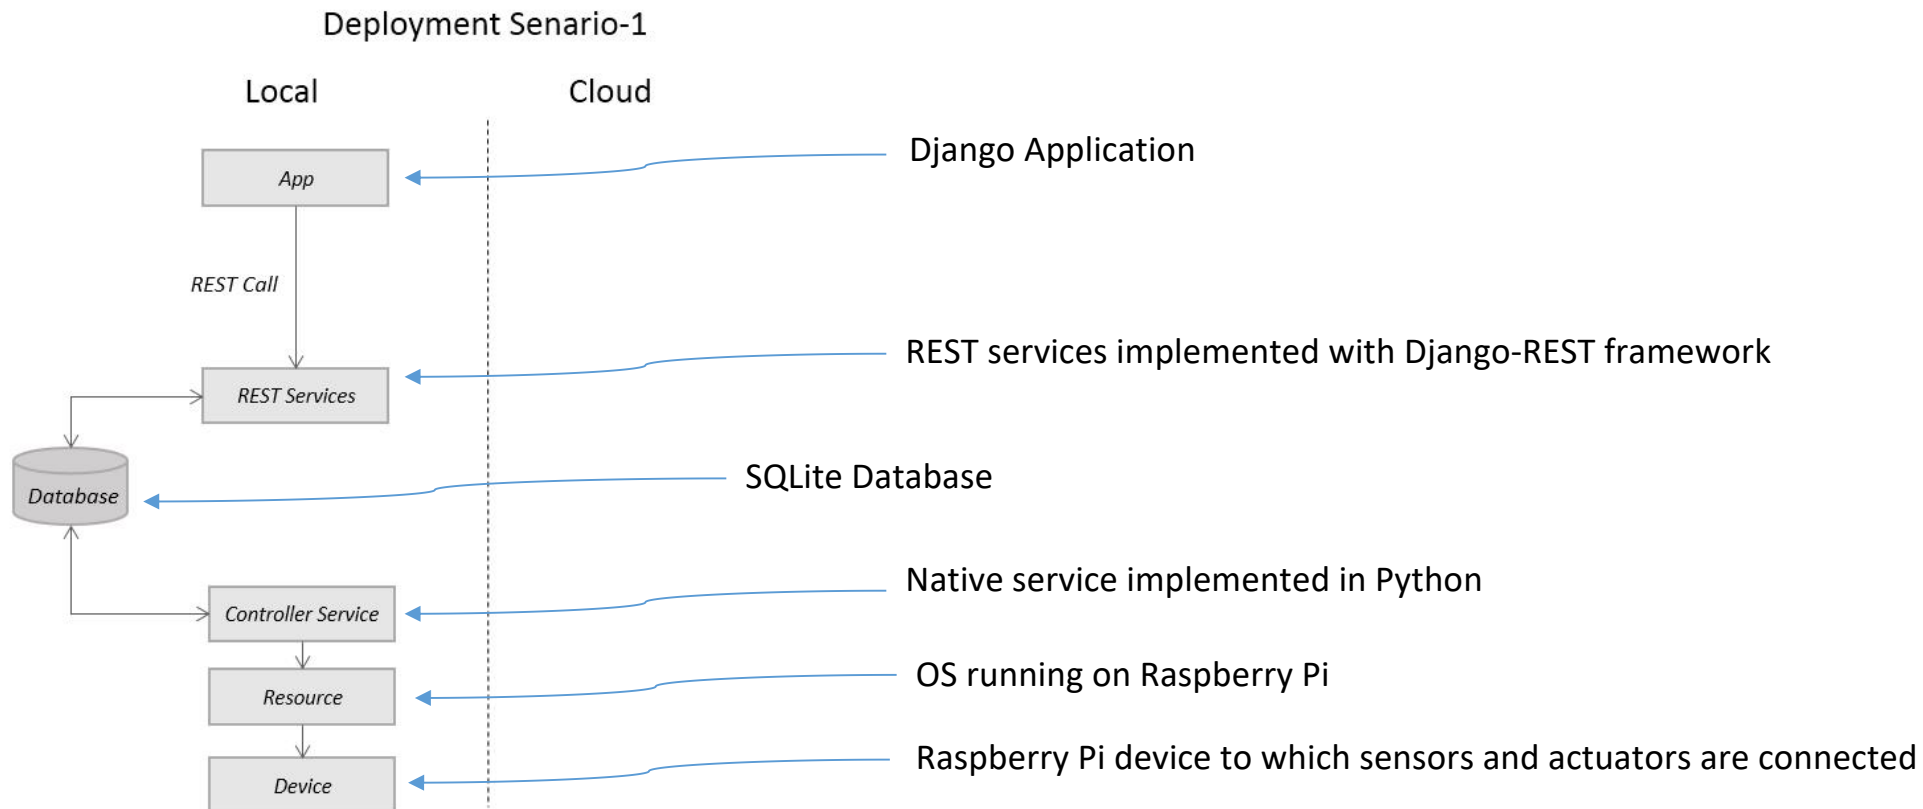 Deployment Senario-1
Local
Cloud
App
Django Application
REST Call
REST Services
REST services implemented with Django-REST framework
Database
SQLite Database
Controller Service
Native service implemented in Python
Resource
OS running on Raspberry Pi
Device
Raspberry Pi device to which sensors and actuators are connected